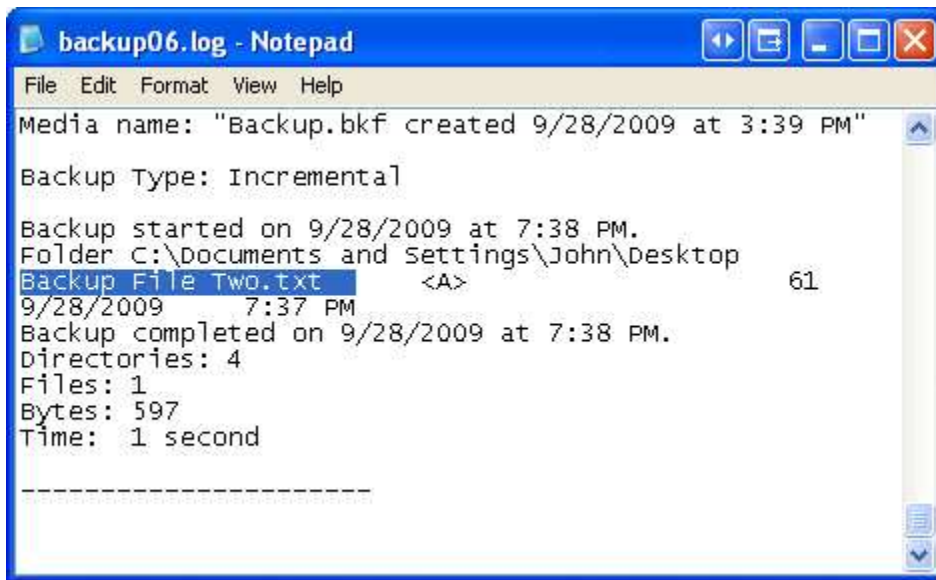 backup06.log - Notepad
File Edit Format View Help
Media name: "Backup.bkf created 9/28/2009 at 3:39 PM"
Backup Type: Incremental
Backup started on 9/28/2009 at 7:38 PM.
Folder C:\Documents and Settings\John\Desktop
Backup File Two.txt <A> 61
9/28/2009 7:37 PM
Backup completed on 9/28/2009 at 7:38 PM.
Directories: 4
Files: 1
Bytes: 597
Time: 1 second
-----------------------